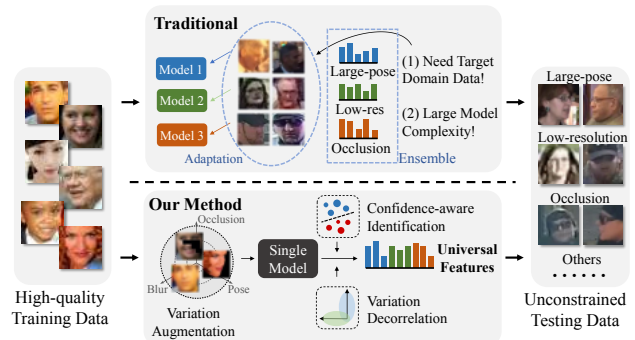 Traditional
Model 1
Model 2
Model 3
Adaptation
Large-pose
Low-res
Occlusion
Ensemble
(1) Need Target
Domain Data!
(2) Large Model
Complexity!
High-quality
Training Data
Our Method
Occlusion
Blur
Pose
Variation
Augmentation
Single
Model
Confidence-aware
Identification
Universal
Features
Variation
Decorrelation
Large-pose
Low-resolution
Occlusion
Others
......
Unconstrained
Testing Data